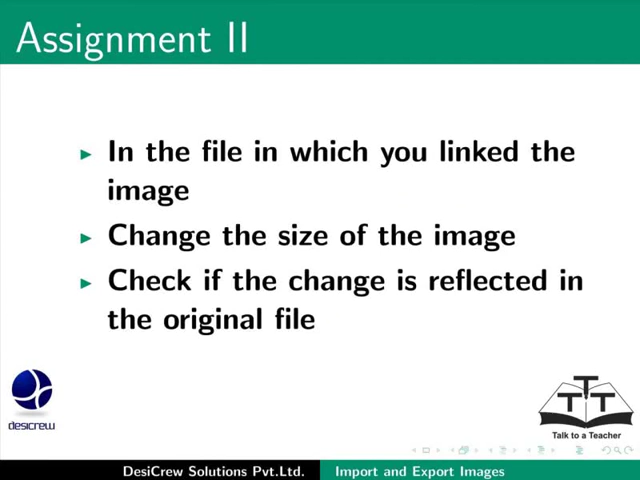 Assignment II
In the file in which you linked the
image
Change the size of the image
Check if the change is reflected in
the original file
desicrew
T T T
Talk to a Teacher
DesiCrew Solutions Pvt.Ltd. Import and Export Images